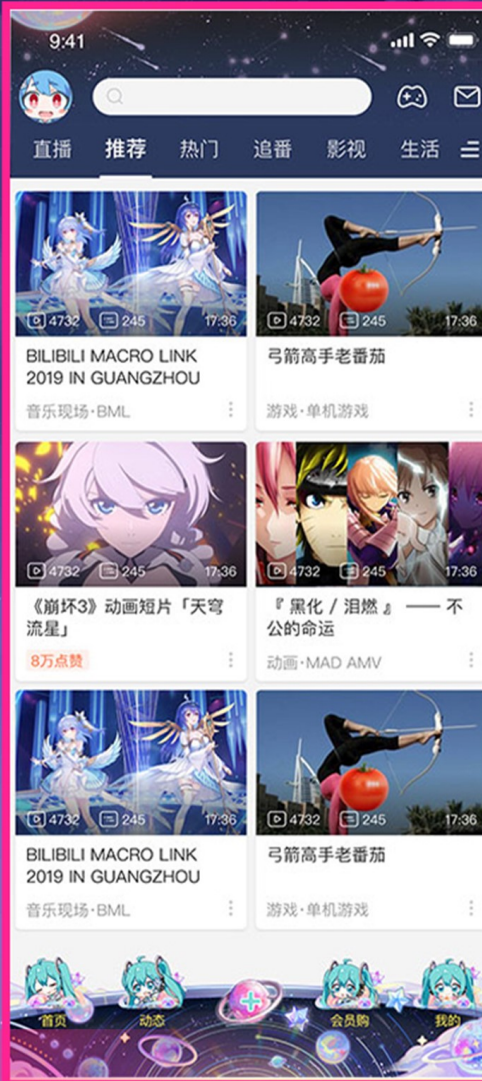 9:41
直播 推荐 热门 追番 影视 生活
4732 245 17:36
4732 245 17:36
BILIBILI MACRO LINK
2019 IN GUANGZHOU
弓箭高手老番茄
音乐现场·BML
游戏·单机游戏
4732 245 17:36
4732 245 17:36
《崩坏3》动画短片「天穹
流星」
『 黑化 / 泪燃 』 —— 不
公的命运
8万点赞
动画·MAD AMV
4732 245 17:36
4732 245 17:36
BILIBILI MACRO LINK
2019 IN GUANGZHOU
弓箭高手老番茄
音乐现场·BML
游戏·单机游戏
首页 动态 会员购 我的